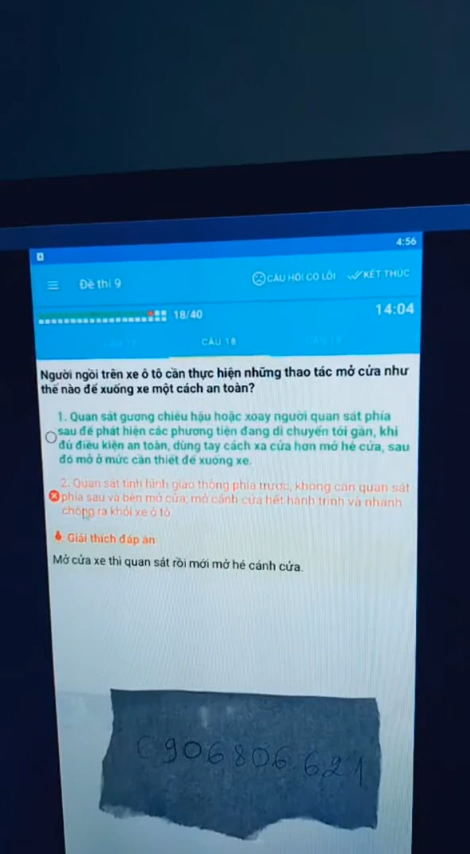 4:56
Đề thi 9
CÂU HỎI CÓ LỖI
KẾT THÚC
18/40
14:04
CÂU 18
Người ngồi trên xe ô tô cần thực hiện những thao tác mở cửa như
thế nào để xuống xe một cách an toàn?
1. Quan sát gương chiếu hậu hoặc xoay người quan sát phía
sau để phát hiện các phương tiện đang di chuyển tới gần, khi
đủ điều kiện an toàn, dùng tay cách xa cửa hơn mở hé cửa, sau
đó mở ở mức cần thiết để xuống xe.
2. Quan sát tình hình giao thông phía trước, không cần quan sát
phía sau và bên mở cửa; mở cánh cửa hết hành trình và nhanh
chóng ra khỏi xe ô tô.
Giải thích đáp án
Mở cửa xe thì quan sát rồi mới mở hé cánh cửa.
0906806621